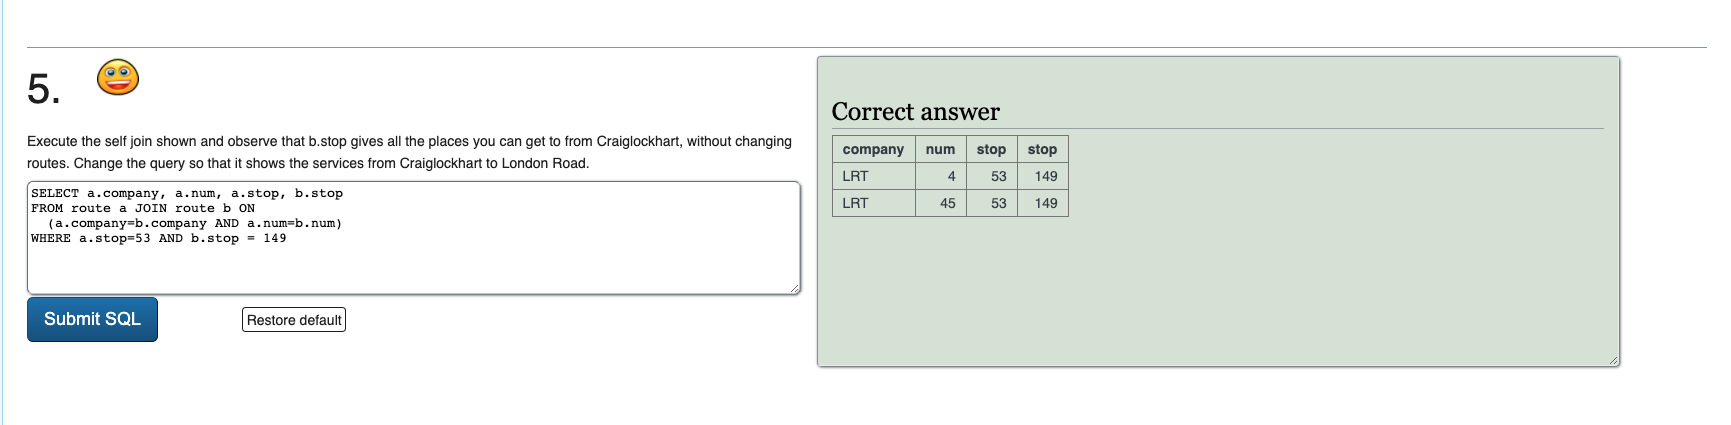 5.
Execute the self join shown and observe that b.stop gives all the places you can get to from Craiglockhart, without changing
routes. Change the query so that it shows the services from Craiglockhart to London Road.
SELECT a.company, a.num, a.stop, b.stop
FROM route a JOIN route b ON
  (a.company=b.company AND a.num=b.num)
WHERE a.stop=53 AND b.stop = 149
Submit SQL
Restore default
Correct answer
company num stop stop
LRT 4 53 149
LRT 45 53 149